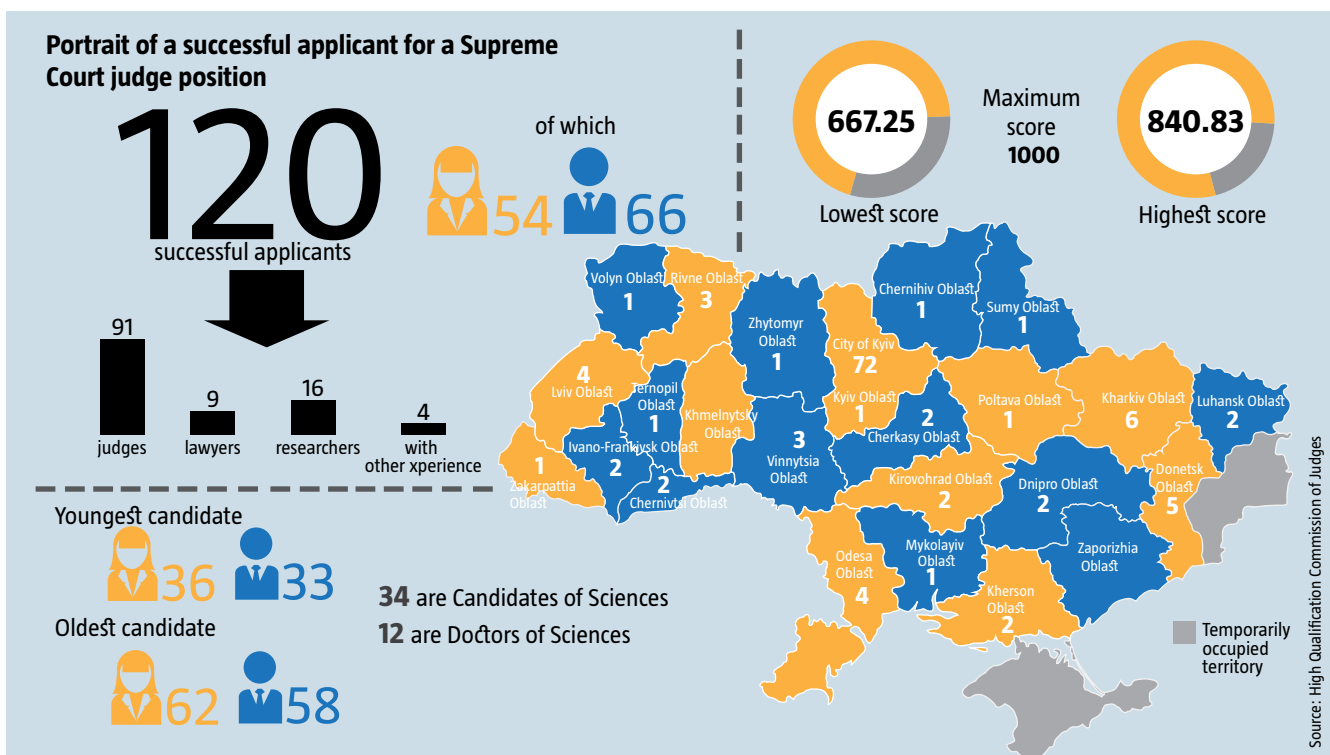 Portrait of a successful applicant for a Supreme
Court judge position
120
successful applicants
of which
54
66
91
judges
9
lawyers
16
researchers
4
with
other xperience
Youngest candidate
36
33
Oldest candidate
62
58
34 are Candidates of Sciences
12 are Doctors of Sciences
667.25
Lowest score
Maximum
score
1000
840.83
Highest score
Volyn Oblast
1
Rivne Oblast
3
Zhytomyr
Oblast
1
City of Kyiv
72
Kyiv Oblast
1
Chernihiv Oblast
1
Sumy Oblast
1
4
Lviv Oblast
Ternopil
Oblast
1
Khmelnytsky
Oblast
Ivano-Frankivsk Oblast
2
1
Zakarpattia
Oblast
2
Chernivtsi Oblast
3
Vinnytsia
Oblast
2
Cherkasy Oblast
Poltava Oblast
1
Kharkiv Oblast
6
Luhansk Oblast
2
Donetsk
Oblast
5
Kirovohrad Oblast
2
Dnipro Oblast
2
Zaporizhia
Oblast
Odesa
Oblast
4
Mykolayiv
Oblast
1
Kherson
Oblast
2
Temporarily
occupied
territory
Source: High Qualification Commission of Judges